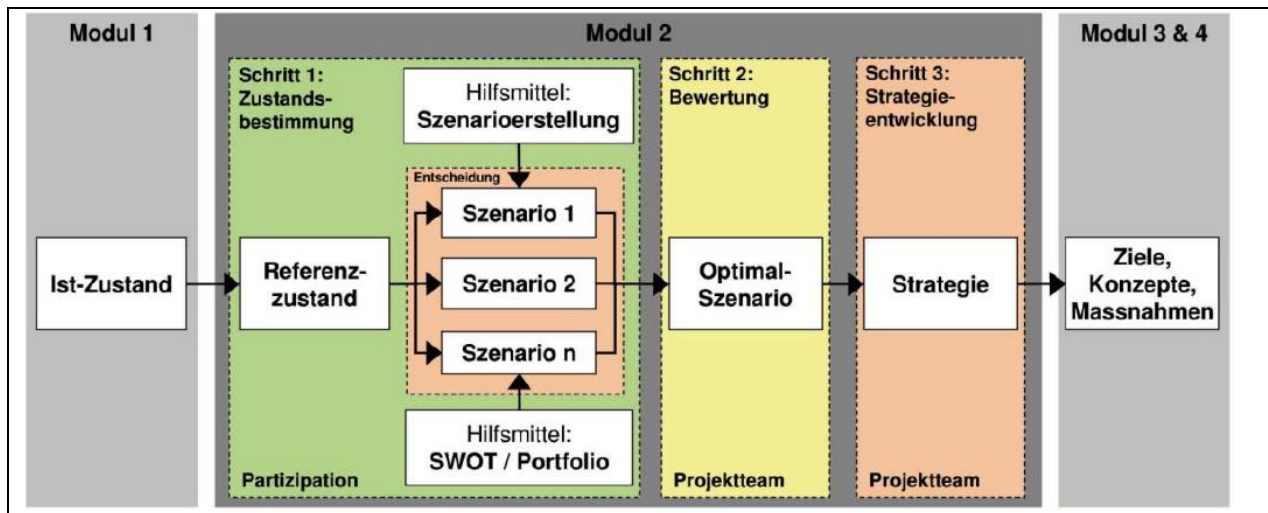 Modul 1
Modul 2
Modul 3 & 4
Schritt 1:
Zustands-
bestimmung
Hilfsmittel:
Szenarioerstellung
Schritt 2:
Bewertung
Schritt 3:
Strategie-
entwicklung
Entscheidung
Szenario 1
Ist-Zustand
Referenz-
zustand
Szenario 2
Optimal-
Szenario
Strategie
Ziele,
Konzepte,
Massnahmen
Szenario n
Hilfsmittel:
SWOT / Portfolio
Partizipation
Projektteam
Projektteam